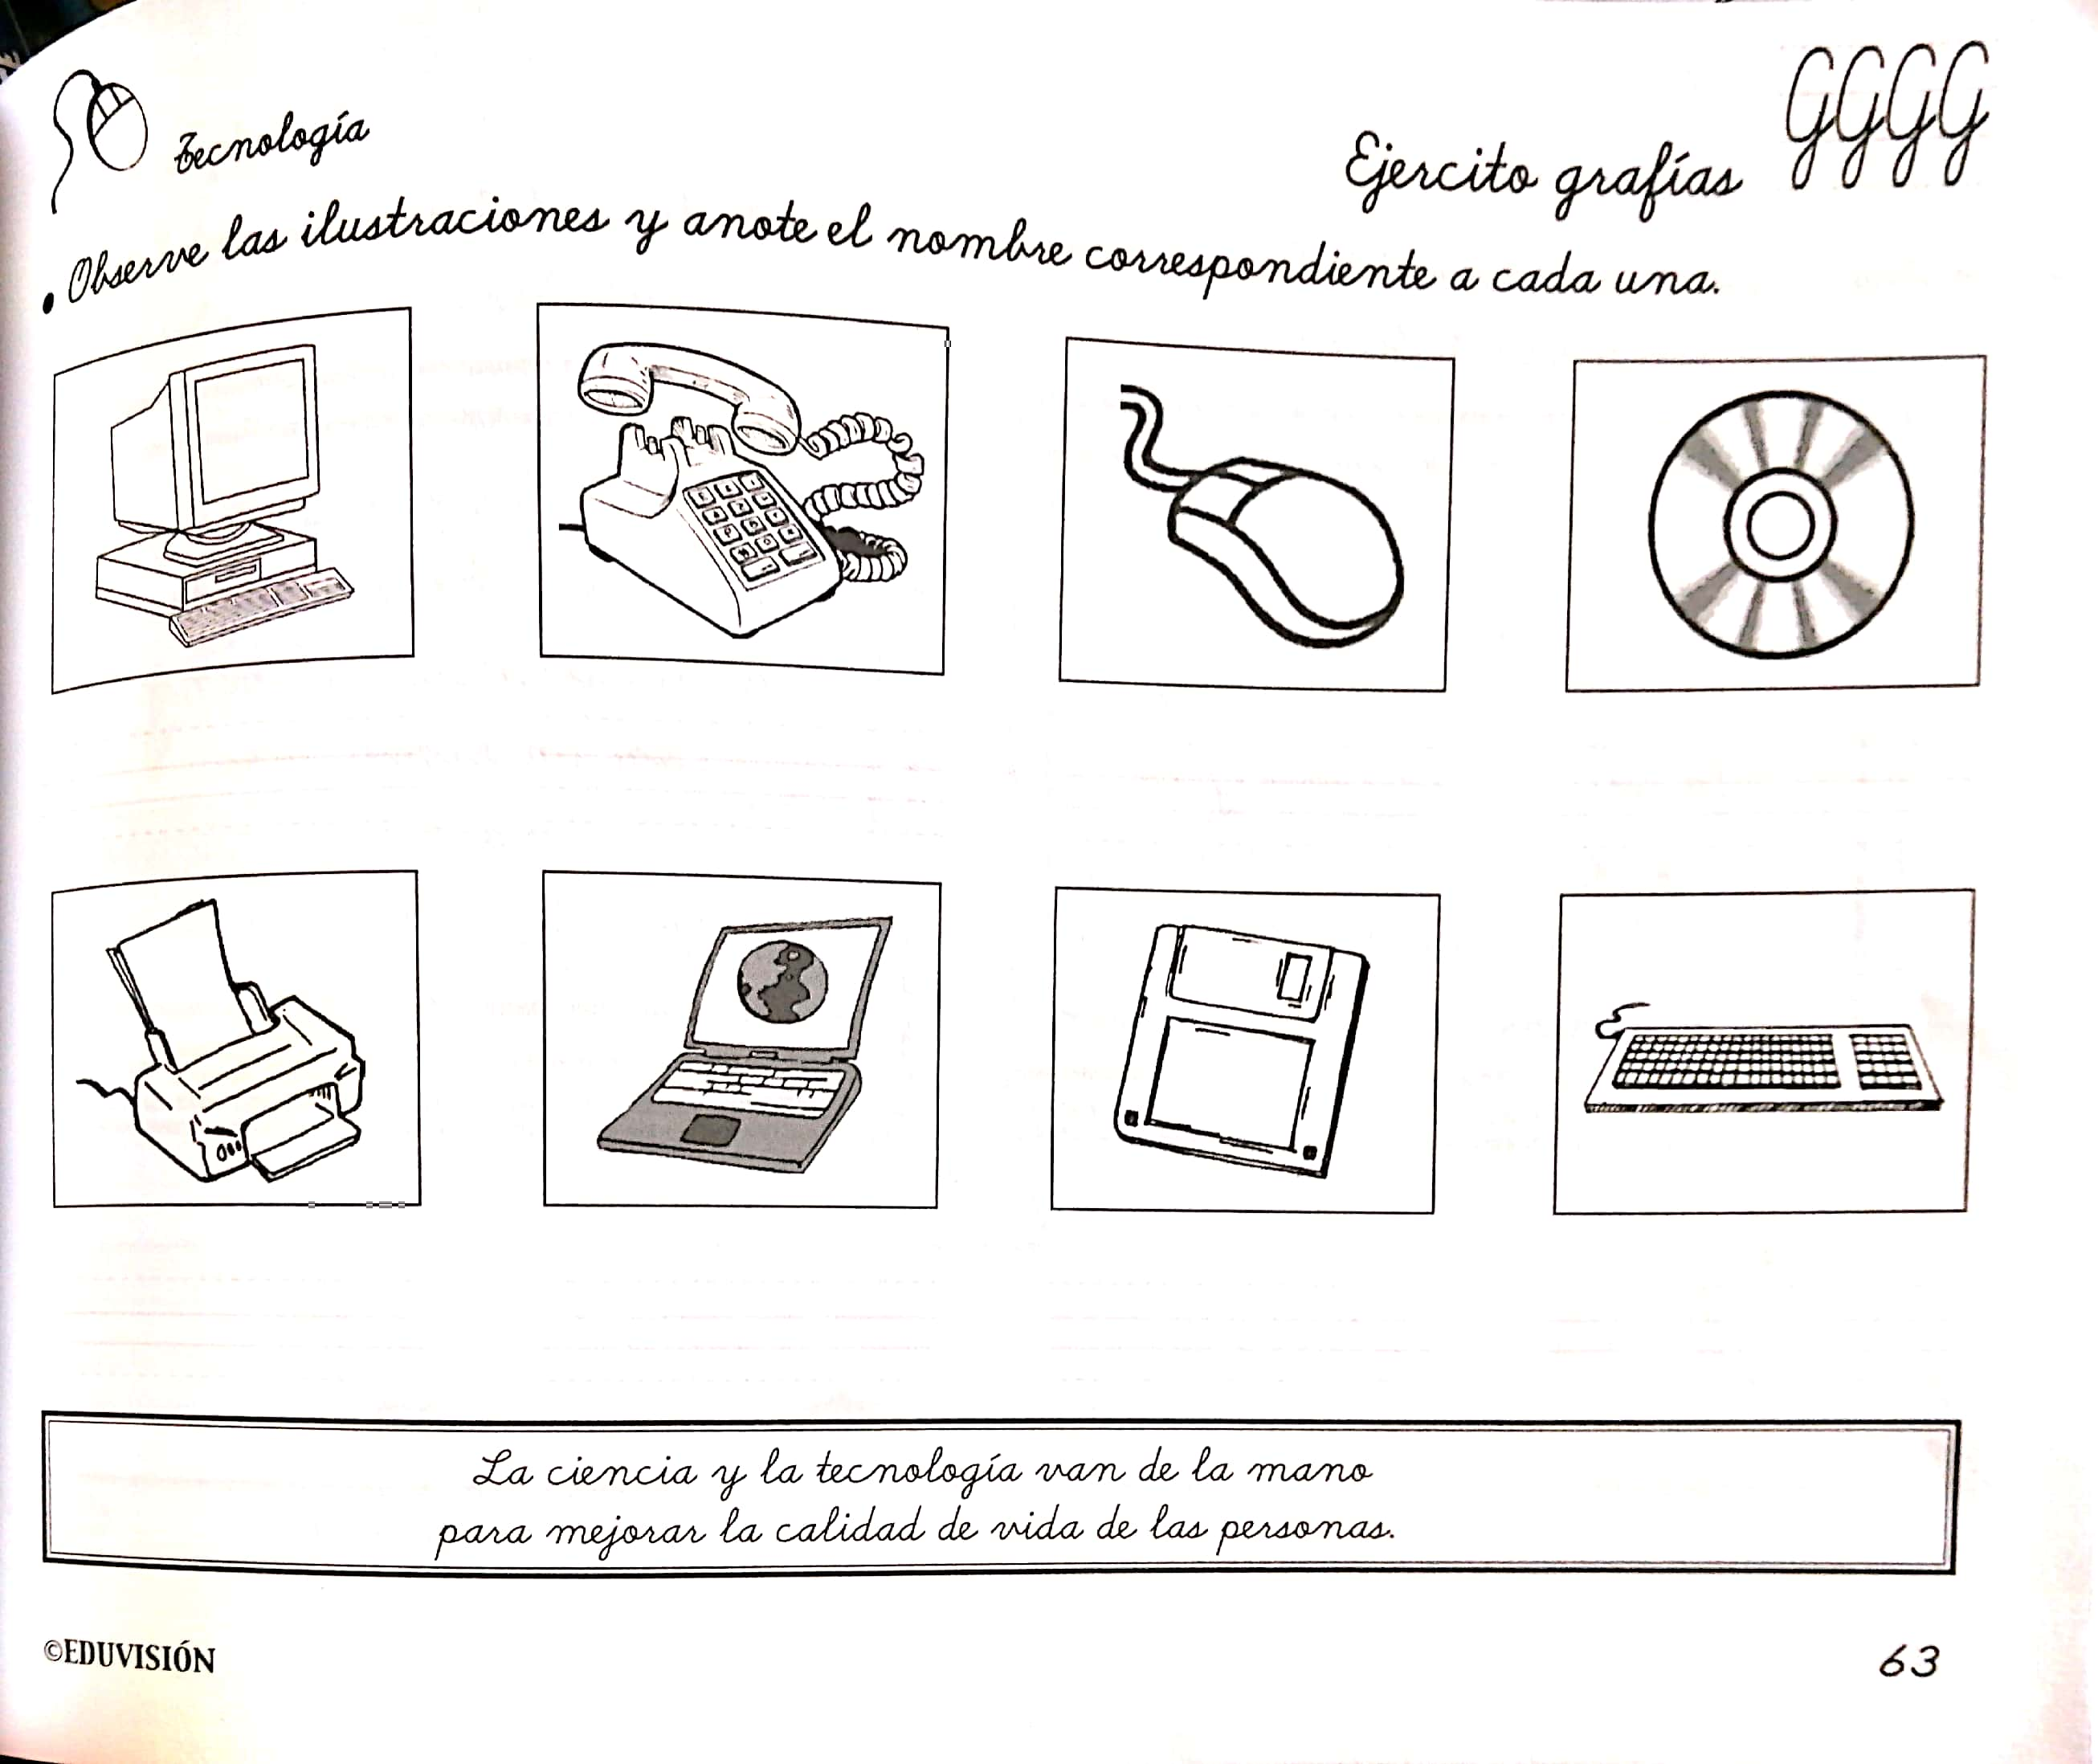 Tecnología
Ejercito grafías GGGG
• Observe las ilustraciones y anote el nombre correspondiente a cada una.
La ciencia y la tecnología van de la mano
para mejorar la calidad de vida de las personas.
©EDUVISIÓN
63